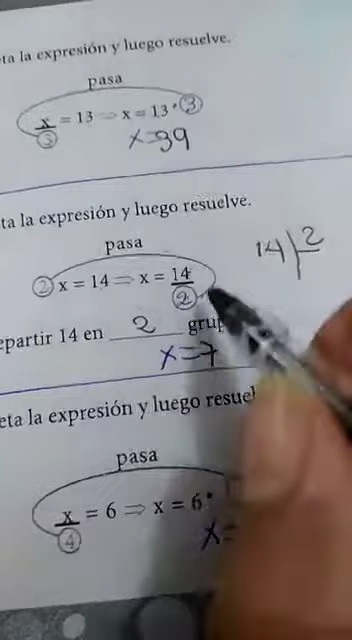 ta la expresión y luego resuelve.
pasa
x/3 = 13 ⇒ x = 13 · 3
x=39
ta la expresión y luego resuelve.
pasa
2 x = 14 ⇒ x = 14/2
14 2
epartir 14 en 2 grup
x=7
eta la expresión y luego resuel
pasa
x/4 = 6 ⇒ x = 6 ·
x=